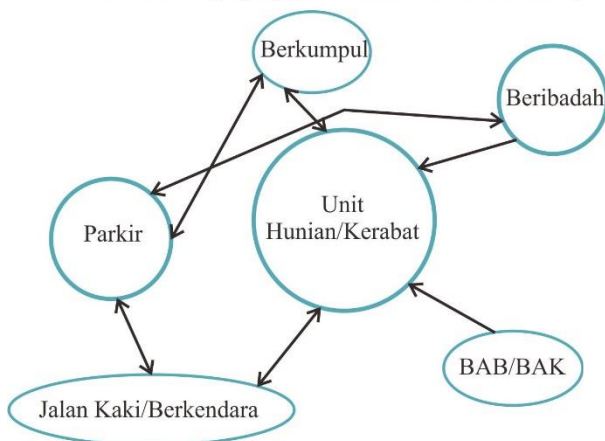 Berkumpul
Beribadah
Unit
Hunian/Kerabat
Parkir
BAB/BAK
Jalan Kaki/Berkendara